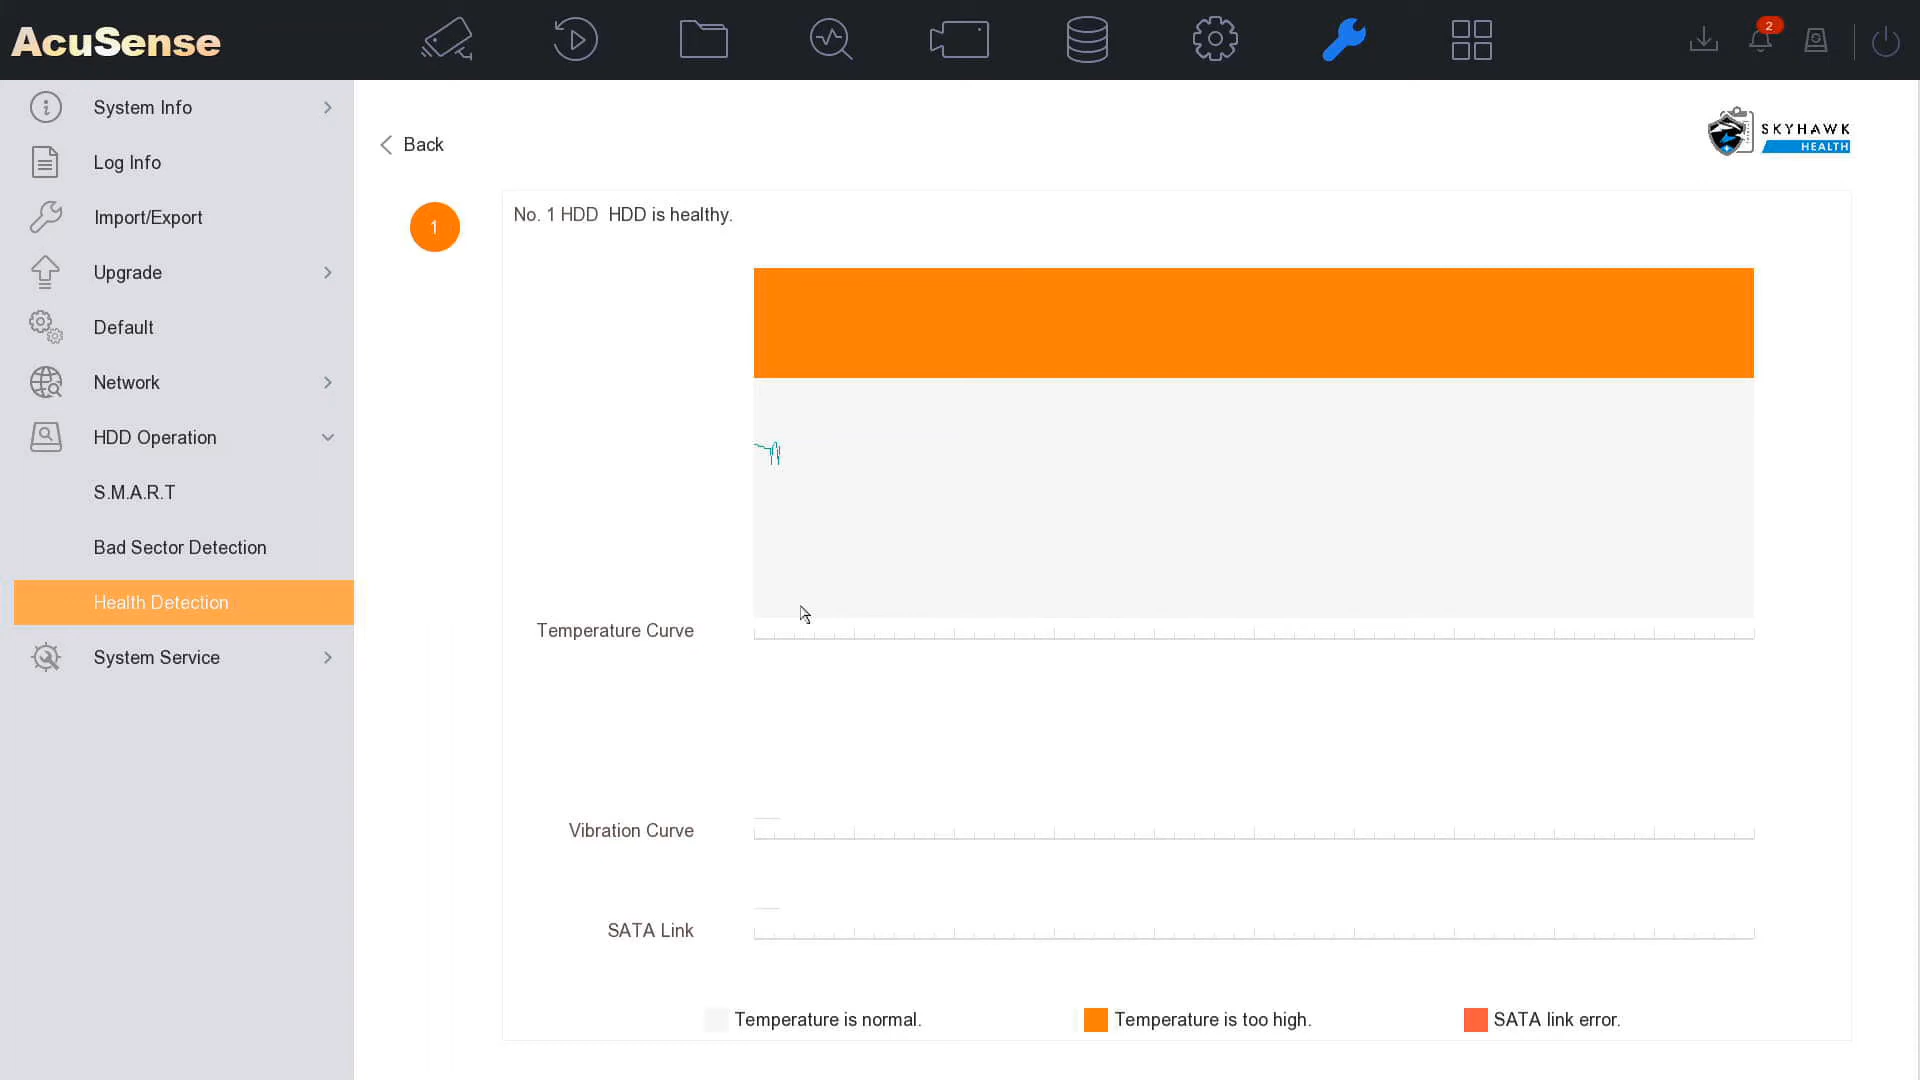 AcuSense
2
System Info
Log Info
Import/Export
Upgrade
Default
Network
HDD Operation
S.M.A.R.T
Bad Sector Detection
Health Detection
System Service
Back
SKYHAWK
HEALTH
1
No. 1 HDD HDD is healthy.
Temperature Curve
Vibration Curve
SATA Link
Temperature is normal.
Temperature is too high.
SATA link error.